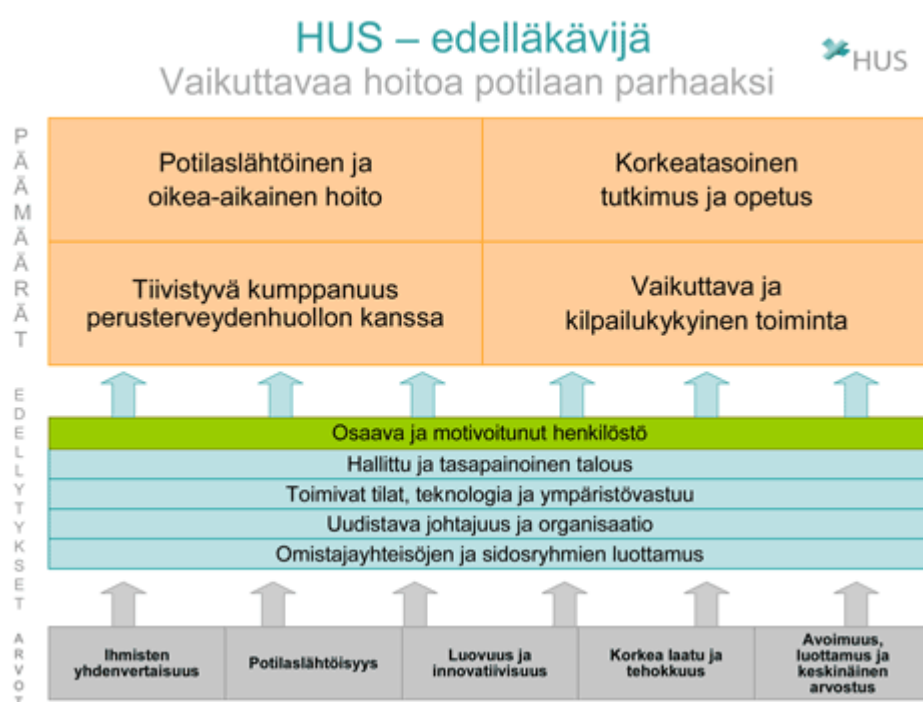 HUS – edelläkävijä
HUS
Vaikuttavaa hoitoa potilaan parhaaksi
PÄÄMÄÄRÄT
Potilaslähtöinen ja
oikea-aikainen hoito
Korkeatasoinen
tutkimus ja opetus
Tiivistyvä kumppanuus
perusterveydenhuollon kanssa
Vaikuttava ja
kilpailukykyinen toiminta
EDELLYTYKSET
Osaava ja motivoitunut henkilöstö
Hallittu ja tasapainoinen talous
Toimivat tilat, teknologia ja ympäristövastuu
Uudistava johtajuus ja organisaatio
Omistajayhteisöjen ja sidosryhmien luottamus
ARVOT
Ihmisten
yhdenvertaisuus
Potilaslähtöisyys
Luovuus ja
innovatiivisuus
Korkea laatu ja
tehokkuus
Avoimuus,
luottamus ja
keskinäinen
arvostus